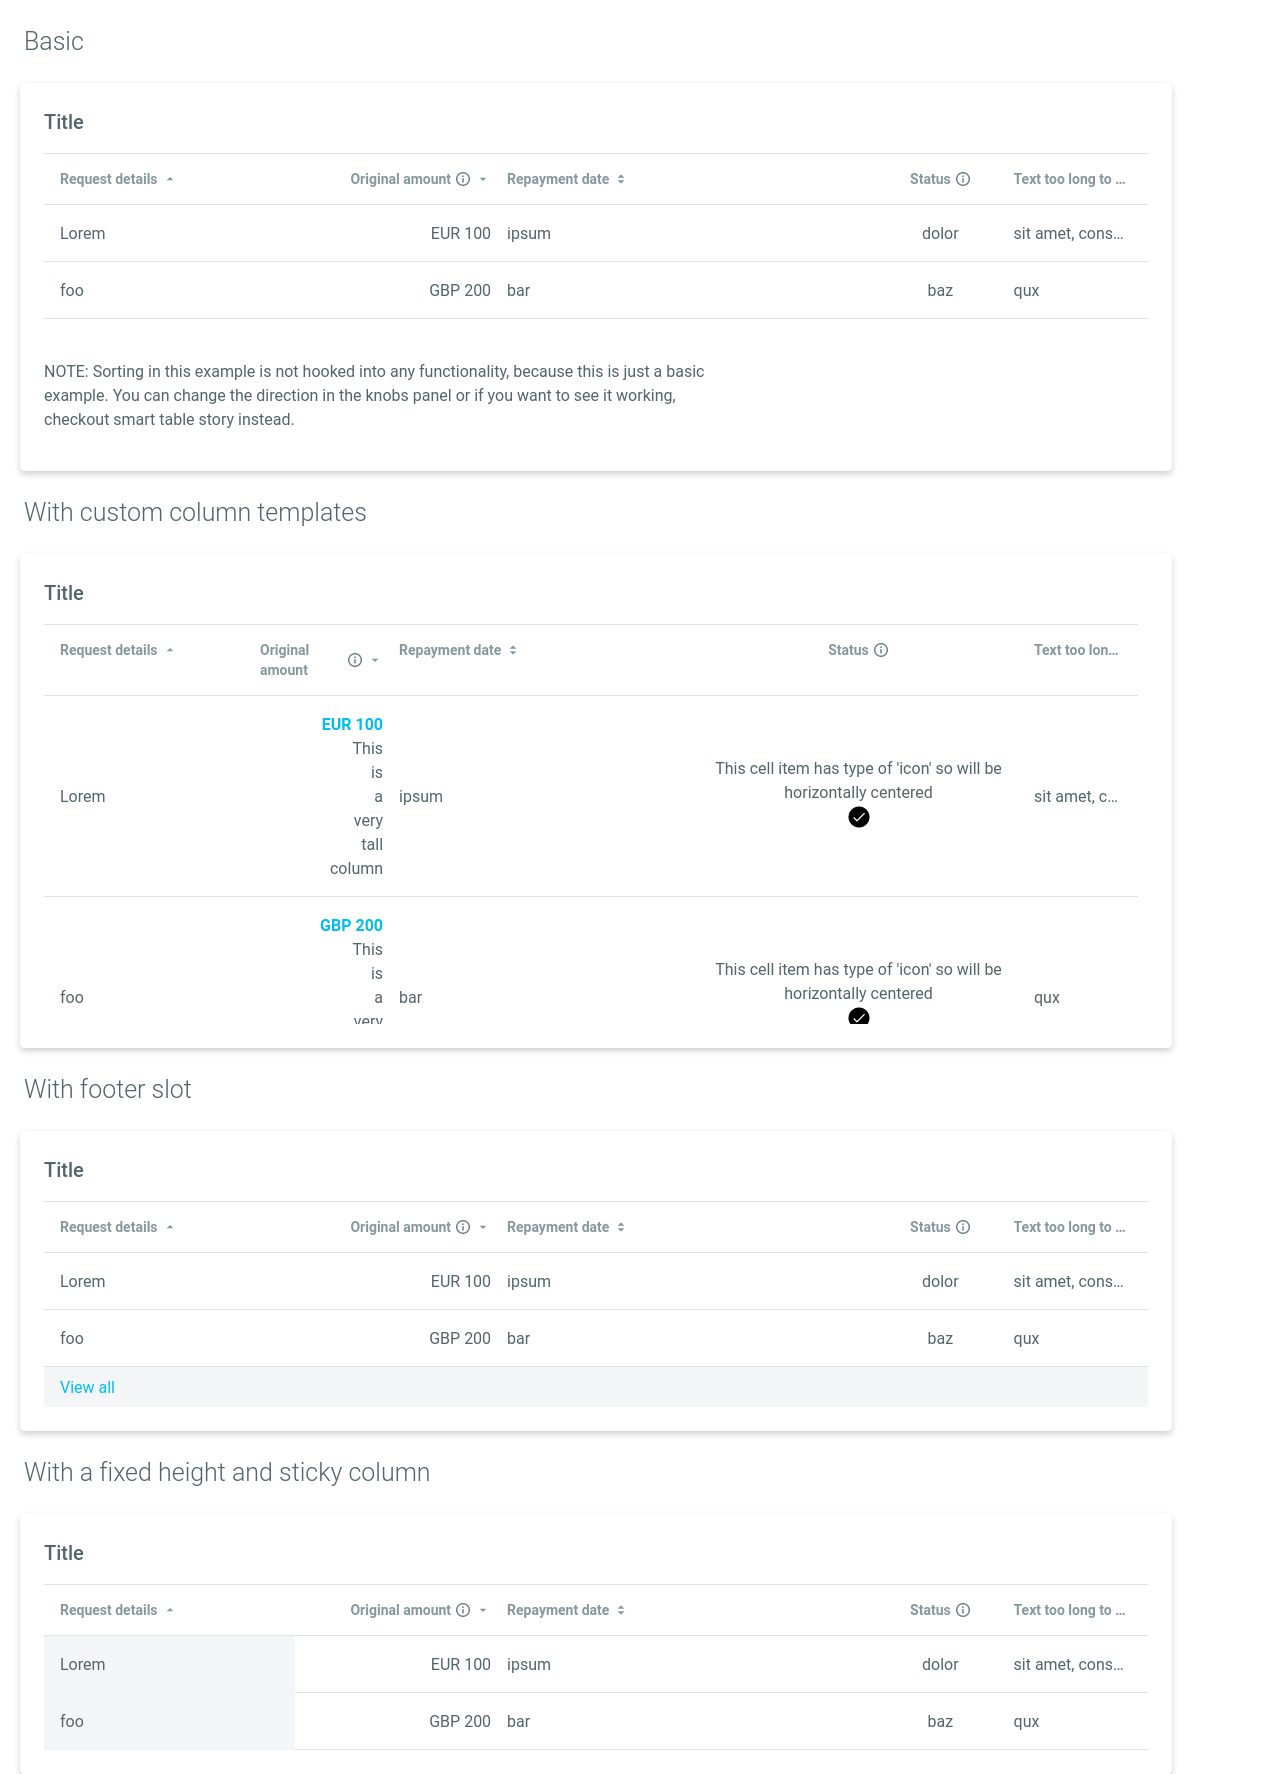 Basic
Title
Request details Original amount Repayment date Status Text too long to ...
Lorem EUR 100 ipsum dolor sit amet, cons...
foo GBP 200 bar baz qux
NOTE: Sorting in this example is not hooked into any functionality, because this is just a basic
example. You can change the direction in the knobs panel or if you want to see it working,
checkout smart table story instead.
With custom column templates
Title
Request details Original Repayment date Status Text too lon...
amount
EUR 100
This
is
This cell item has type of 'icon' so will be
horizontally centered
Lorem a ipsum sit amet, c...
very
tall
column
GBP 200
This
is
This cell item has type of 'icon' so will be
horizontally centered
foo a bar qux
very
With footer slot
Title
Request details Original amount Repayment date Status Text too long to ...
Lorem EUR 100 ipsum dolor sit amet, cons...
foo GBP 200 bar baz qux
View all
With a fixed height and sticky column
Title
Request details Original amount Repayment date Status Text too long to ...
Lorem EUR 100 ipsum dolor sit amet, cons...
foo GBP 200 bar baz qux